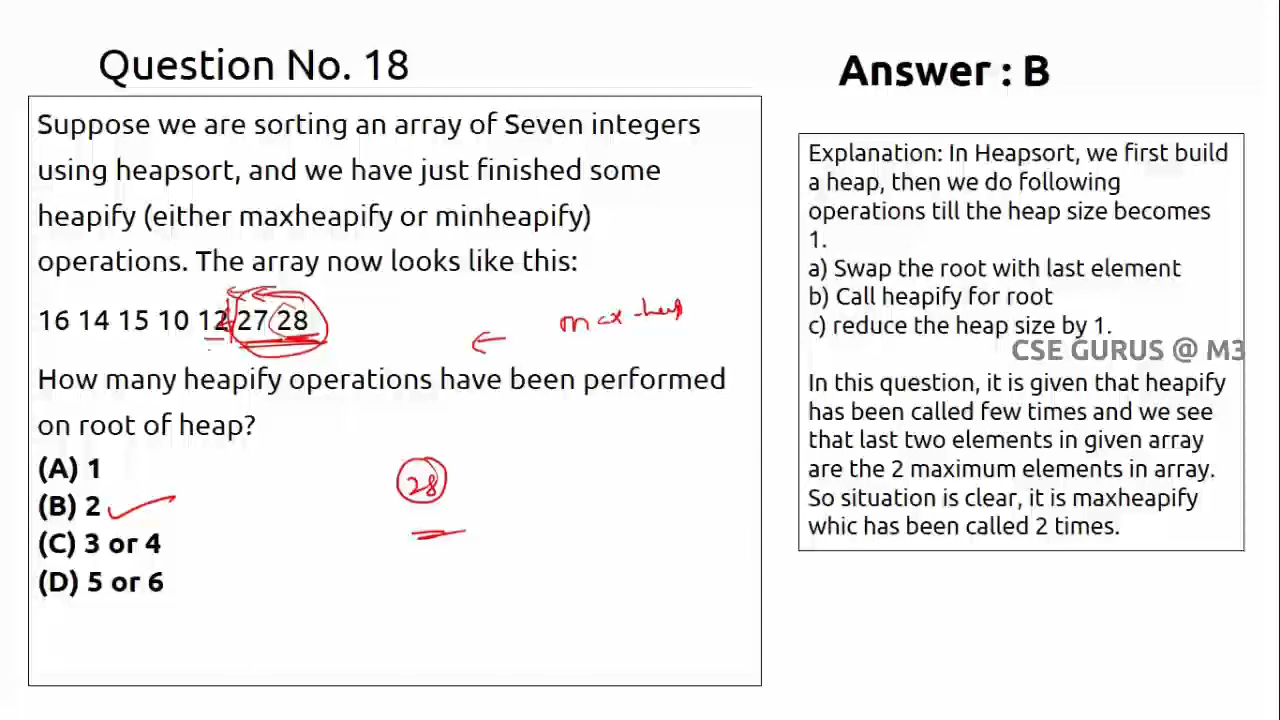 Question No. 18
Suppose we are sorting an array of Seven integers
using heapsort, and we have just finished some
heapify (either maxheapify or minheapify)
operations. The array now looks like this:
16 14 15 10 12 27 28
max-heap
How many heapify operations have been performed
on root of heap?
(A) 1
(B) 2
(C) 3 or 4
(D) 5 or 6
28
Answer : B
Explanation: In Heapsort, we first build
a heap, then we do following
operations till the heap size becomes
1.
a) Swap the root with last element
b) Call heapify for root
c) reduce the heap size by 1.
CSE GURUS @ M3
In this question, it is given that heapify
has been called few times and we see
that last two elements in given array
are the 2 maximum elements in array.
So situation is clear, it is maxheapify
whic has been called 2 times.